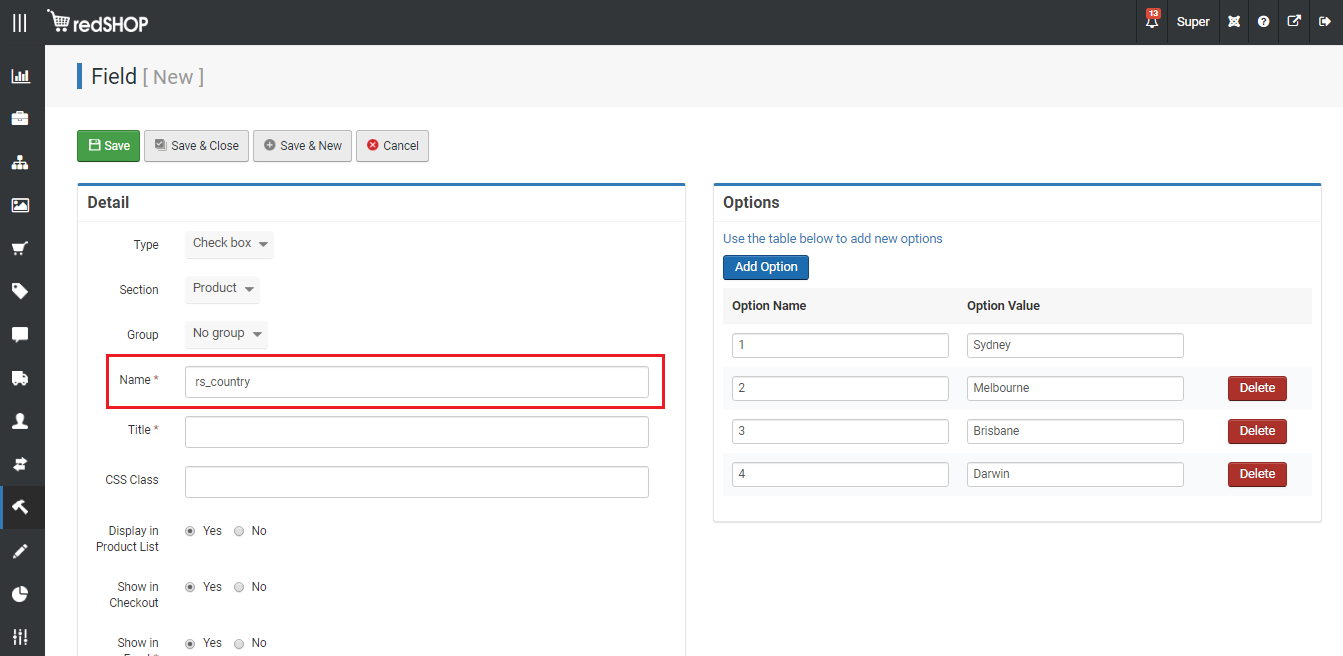 redSHOP
13
Super
Field [ New ]
Save
Save & Close
Save & New
Cancel
Detail
Type
Check box
Section
Product
Group
No group
Name *
rs_country
Title *
CSS Class
Display in
Product List
Yes
No
Show in
Checkout
Yes
No
Show in
Yes
No
Options
Use the table below to add new options
Add Option
Option Name
Option Value
1
Sydney
2
Melbourne
Delete
3
Brisbane
Delete
4
Darwin
Delete